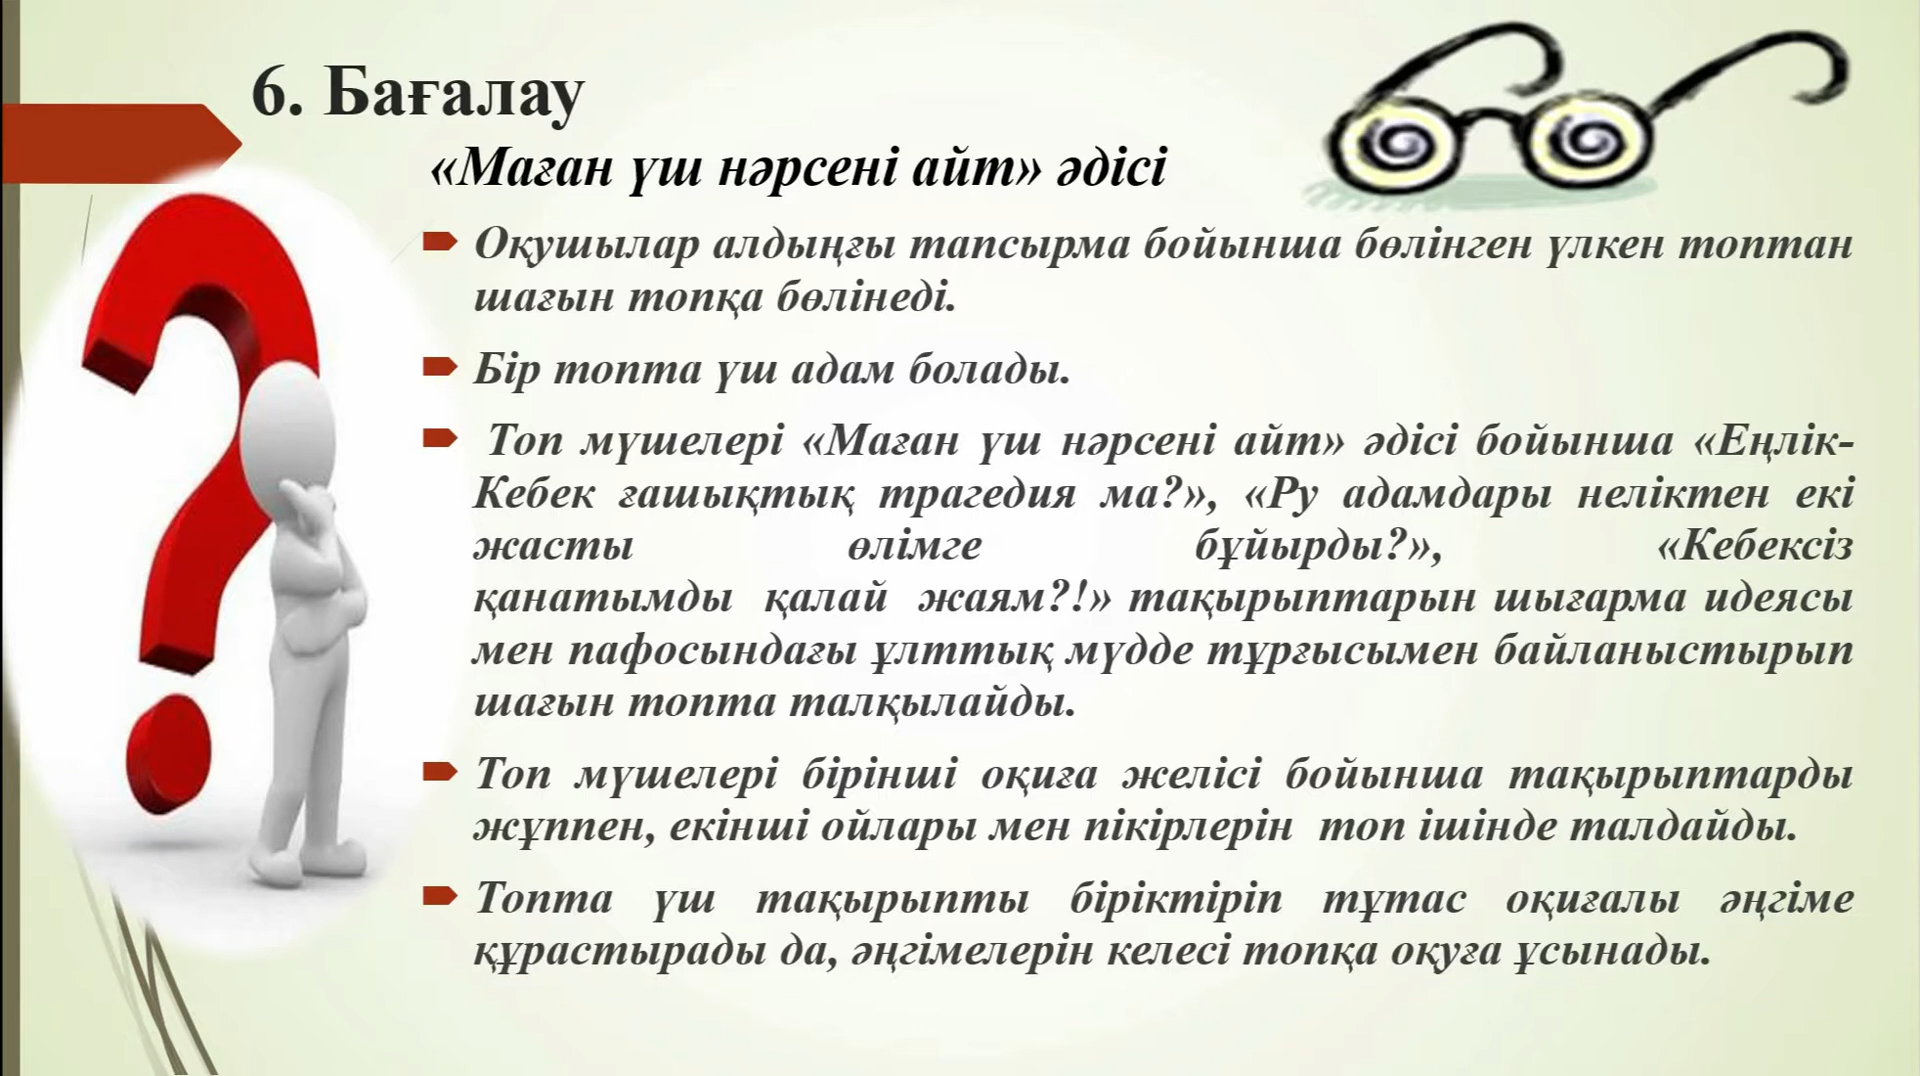 6. Бағалау
«Маған үш нәрсені айт» әдісі
Оқушылар алдыңғы тапсырма бойынша бөлінген үлкен топтан
шағын топқа бөлінеді.
Бір топта үш адам болады.
Топ мүшелері «Маған үш нәрсені айт» әдісі бойынша «Еңлік-
Кебек ғашықтық трагедия ма?», «Ру адамдары неліктен екі
жасты өлімге бұйырды?», «Кебексіз
қанатымды қалай жаям?!» тақырыптарын шығарма идеясы
мен пафосындағы ұлттық мүдде тұрғысымен байланыстырып
шағын топта талқылайды.
Топ мүшелері бірінші оқиға желісі бойынша тақырыптарды
жұппен, екінші ойлары мен пікірлерін топ ішінде талдайды.
Топта үш тақырыпты біріктіріп тұтас оқиғалы әңгіме
құрастырады да, әңгімелерін келесі топқа оқуға ұсынады.